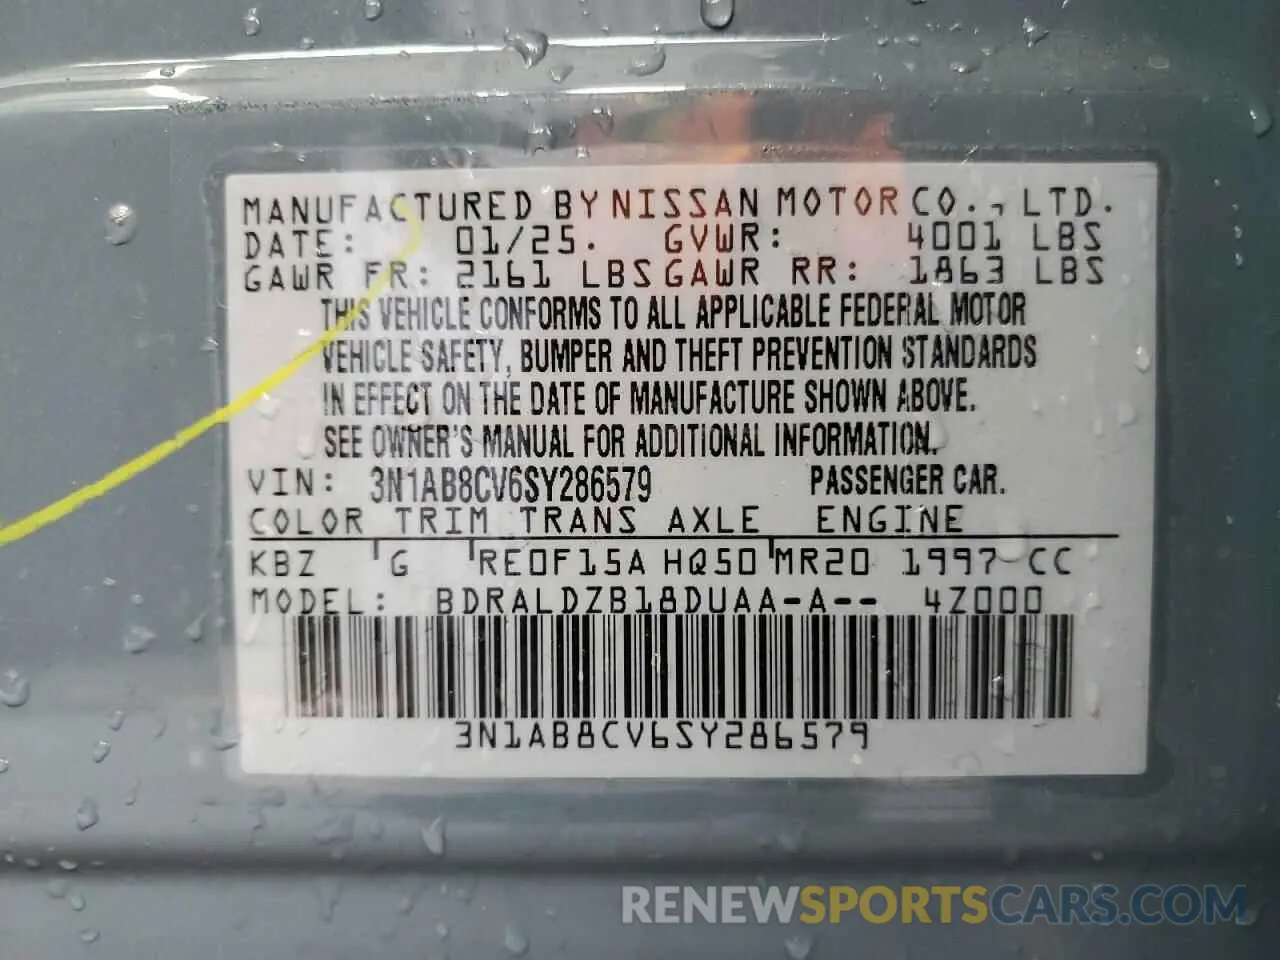 MANUFACTURED BY NISSAN MOTOR CO., LTD.
DATE: 01/25. GVWR: 4001 LBS
GAWR FR: 2161 LBS GAWR RR: 1863 LBS
THIS VEHICLE CONFORMS TO ALL APPLICABLE FEDERAL MOTOR
VEHICLE SAFETY, BUMPER AND THEFT PREVENTION STANDARDS
IN EFFECT ON THE DATE OF MANUFACTURE SHOWN ABOVE.
SEE OWNER'S MANUAL FOR ADDITIONAL INFORMATION.
VIN: 3N1AB8CV6SY286579 PASSENGER CAR.
COLOR TRIM TRANS AXLE ENGINE
KBZ G RE0F15A HQ50 MR20 1997 CC
MODEL: BDRALDZB18DUAA-A-- 4Z000
3N1AB8CV6SY286579
RENEWSPORTSCARS.COM